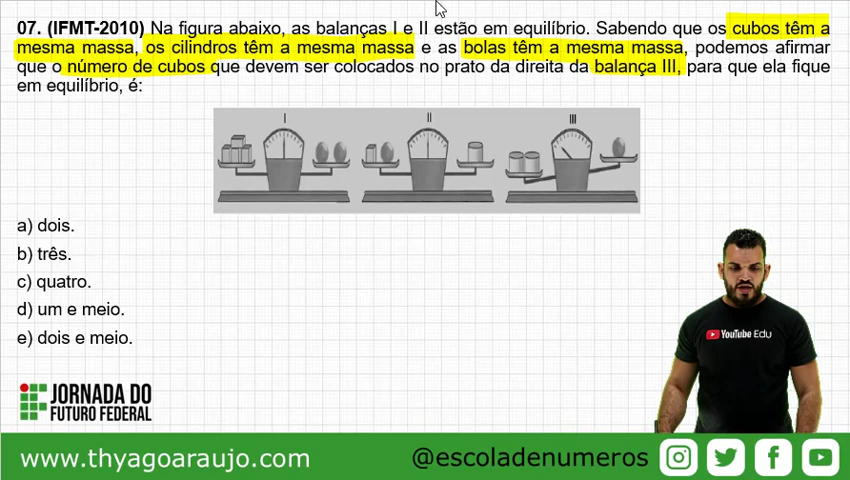 07. (IFMT-2010) Na figura abaixo, as balanças I e II estão em equilíbrio. Sabendo que os cubos têm a
mesma massa, os cilindros têm a mesma massa e as bolas têm a mesma massa, podemos afirmar
que o número de cubos que devem ser colocados no prato da direita da balança III, para que ela fique
em equilíbrio, é:
I II III
a) dois.
b) três.
c) quatro.
d) um e meio.
e) dois e meio.
YouTube Edu
JORNADA DO
FUTURO FEDERAL
www.thyagoaraujo.com @escoladenumeros